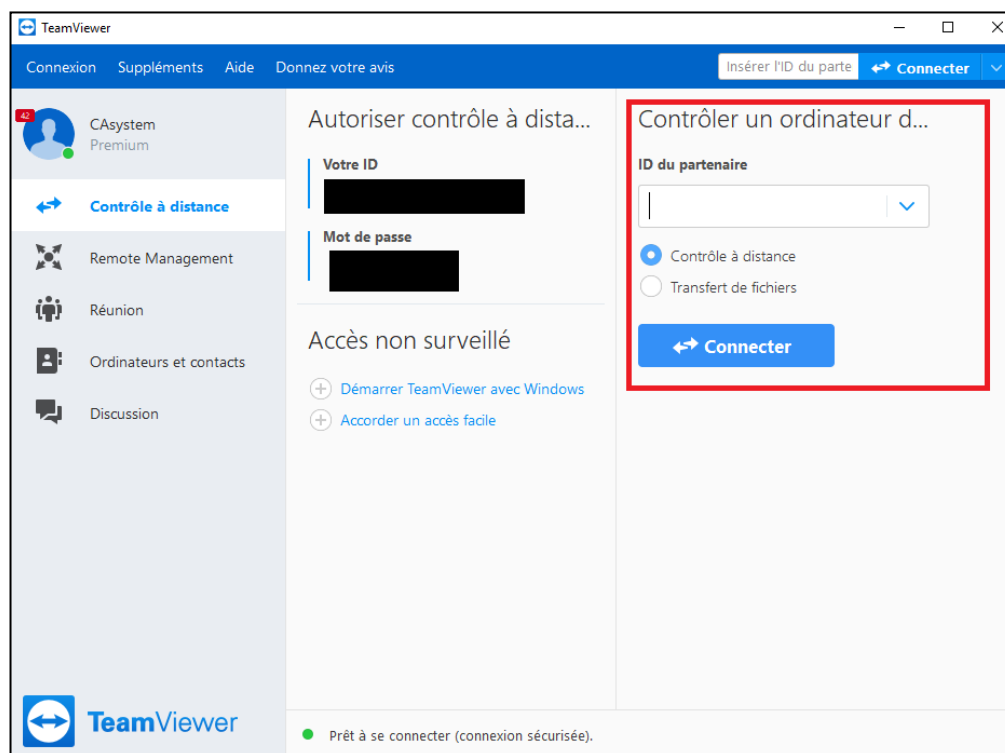 TeamViewer
Connexion Suppléments Aide Donnez votre avis
Insérer l'ID du parte
Connecter
42
CAsystem
Premium
Contrôle à distance
Remote Management
Réunion
Ordinateurs et contacts
Discussion
TeamViewer
Autoriser contrôle à dista...
Votre ID
Mot de passe
Accès non surveillé
Démarrer TeamViewer avec Windows
Accorder un accès facile
Contrôler un ordinateur d...
ID du partenaire
Contrôle à distance
Transfert de fichiers
Connecter
Prêt à se connecter (connexion sécurisée).